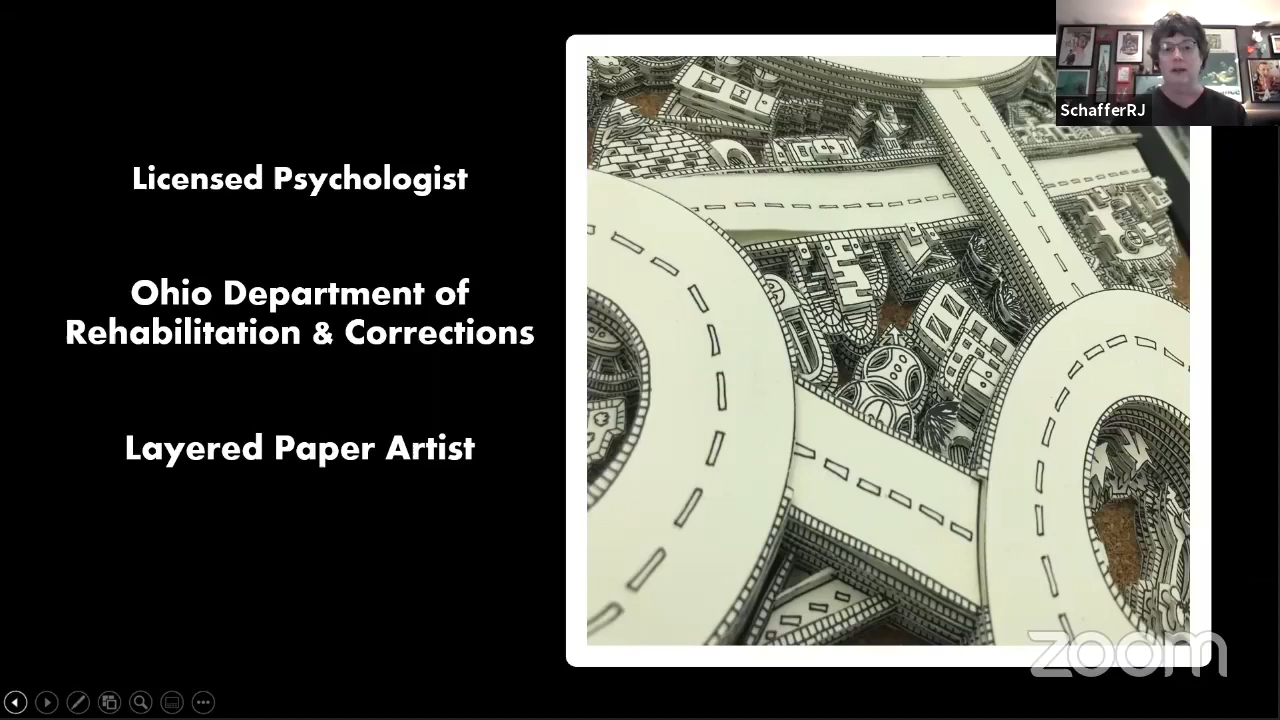 SchafferRJ
Licensed Psychologist
Ohio Department of
Rehabilitation & Corrections
Layered Paper Artist
zoom